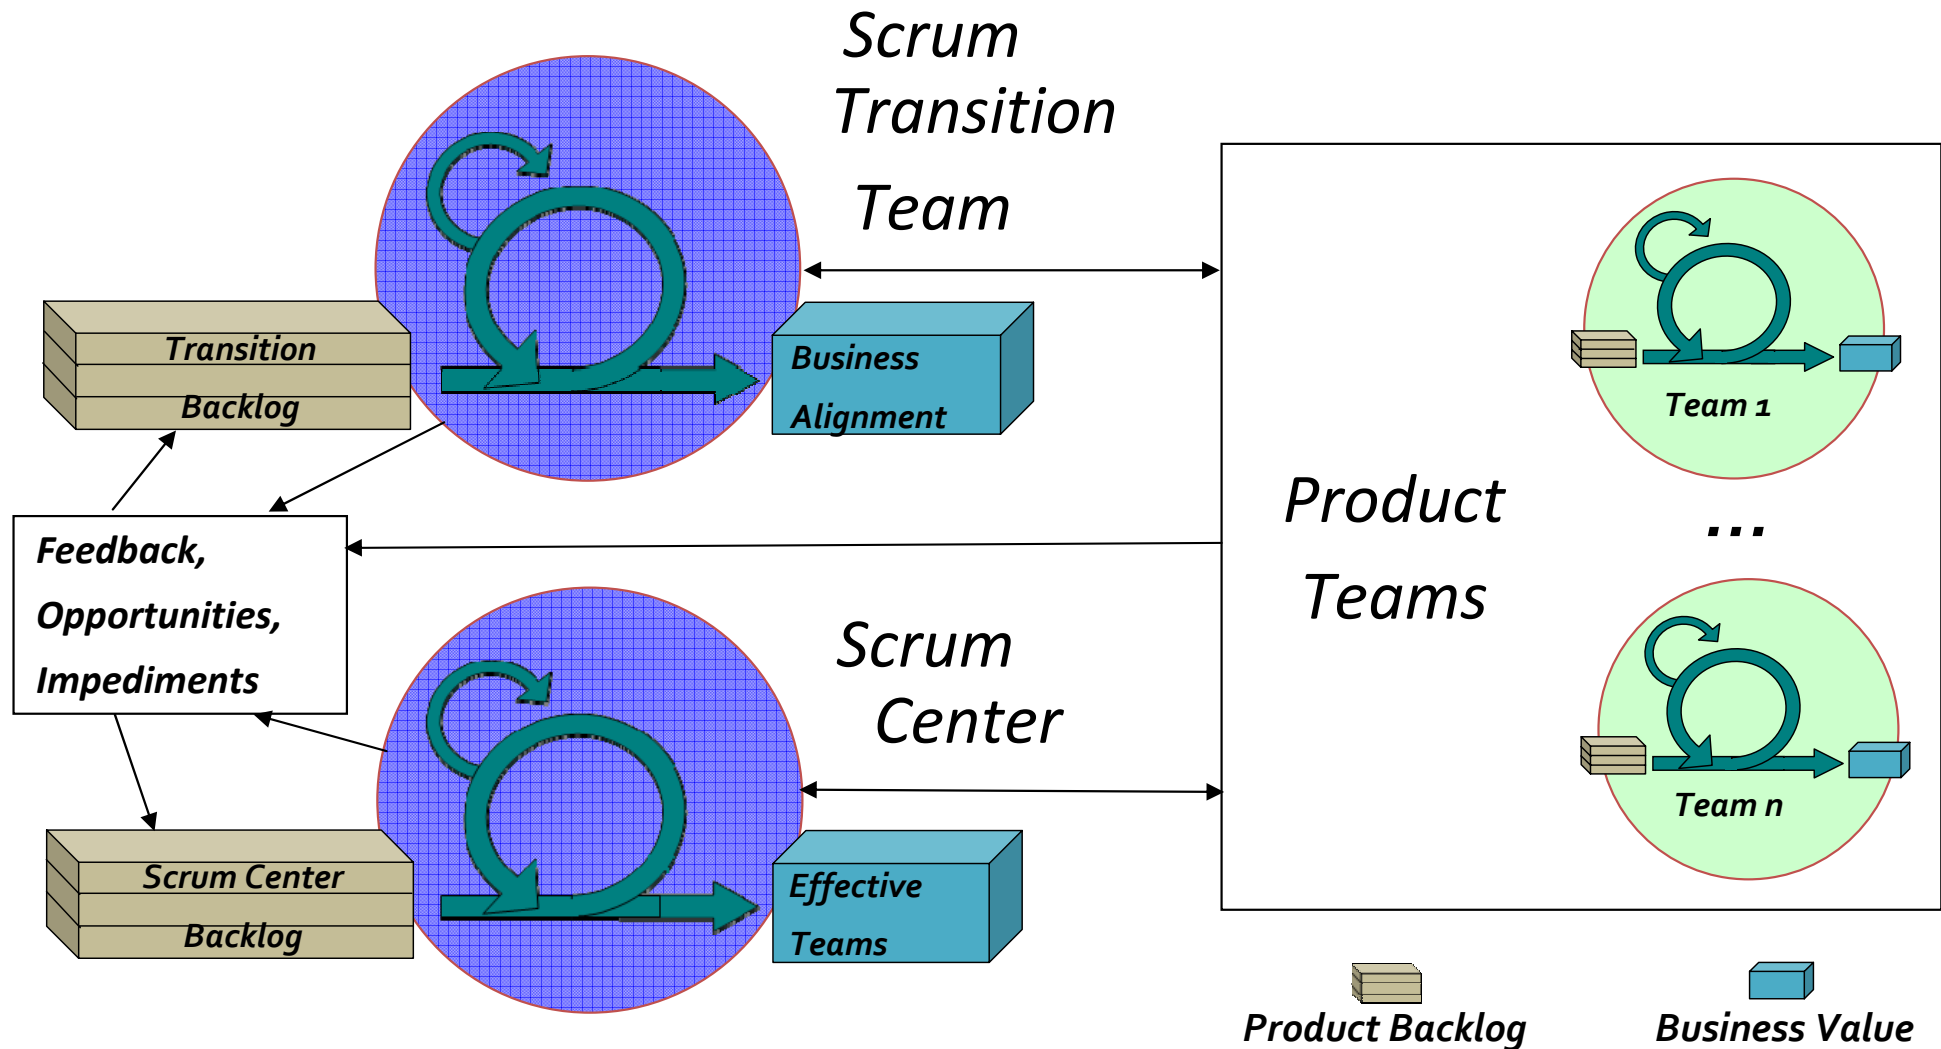 Scrum
Transition
Team
Transition
Backlog
Business
Alignment
Feedback,
Opportunities,
Impediments
Scrum
Center
Scrum Center
Backlog
Effective
Teams
Product
Teams
Team 1
...
Team n
Product Backlog
Business Value